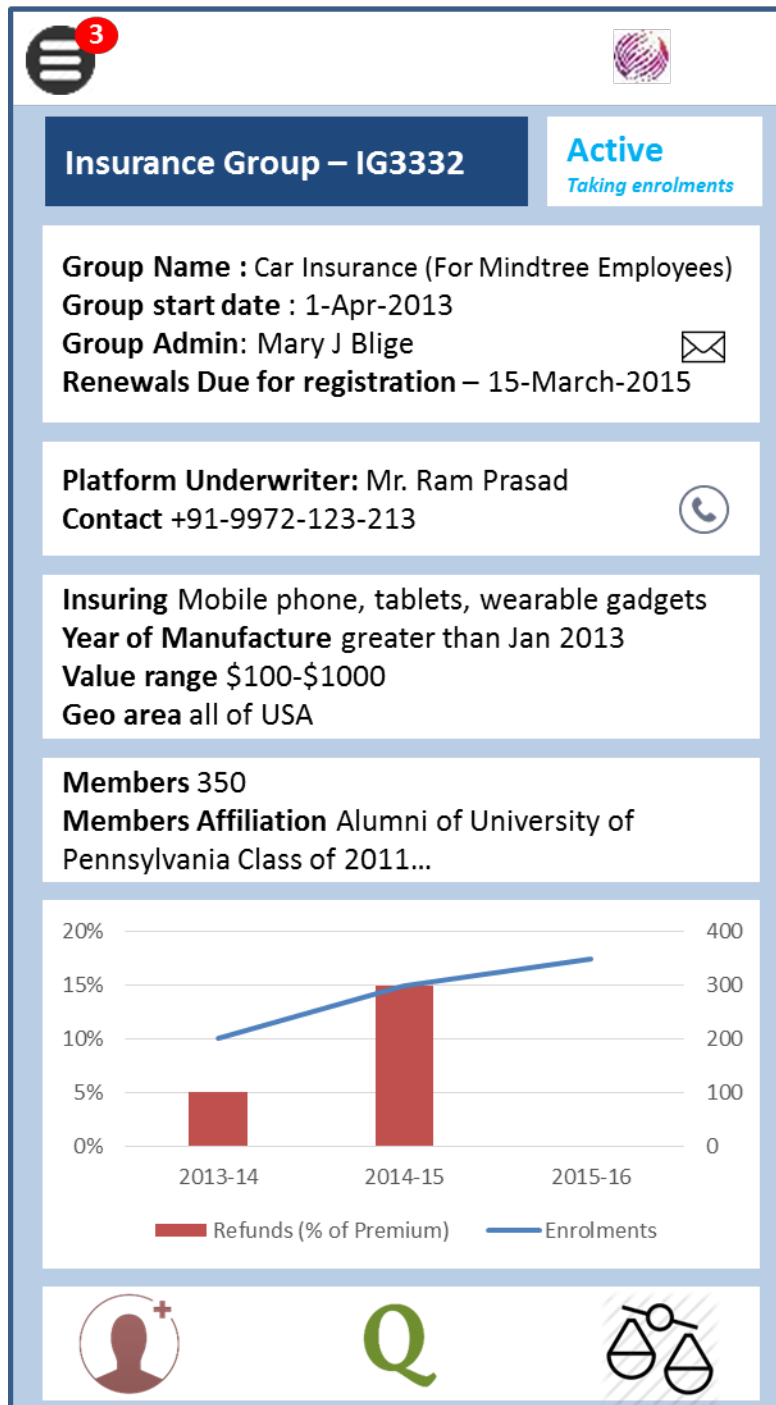 3
Insurance Group – IG3332
Active
Taking enrolments
Group Name : Car Insurance (For Mindtree Employees)
Group start date : 1-Apr-2013
Group Admin: Mary J Blige
Renewals Due for registration – 15-March-2015
Platform Underwriter: Mr. Ram Prasad
Contact +91-9972-123-213
Insuring Mobile phone, tablets, wearable gadgets
Year of Manufacture greater than Jan 2013
Value range $100-$1000
Geo area all of USA
Members 350
Members Affiliation Alumni of University of
Pennsylvania Class of 2011...
20% 400
15% 300
10% 200
5% 100
0% 0
2013-14 2014-15 2015-16
Refunds (% of Premium) Enrolments
Q